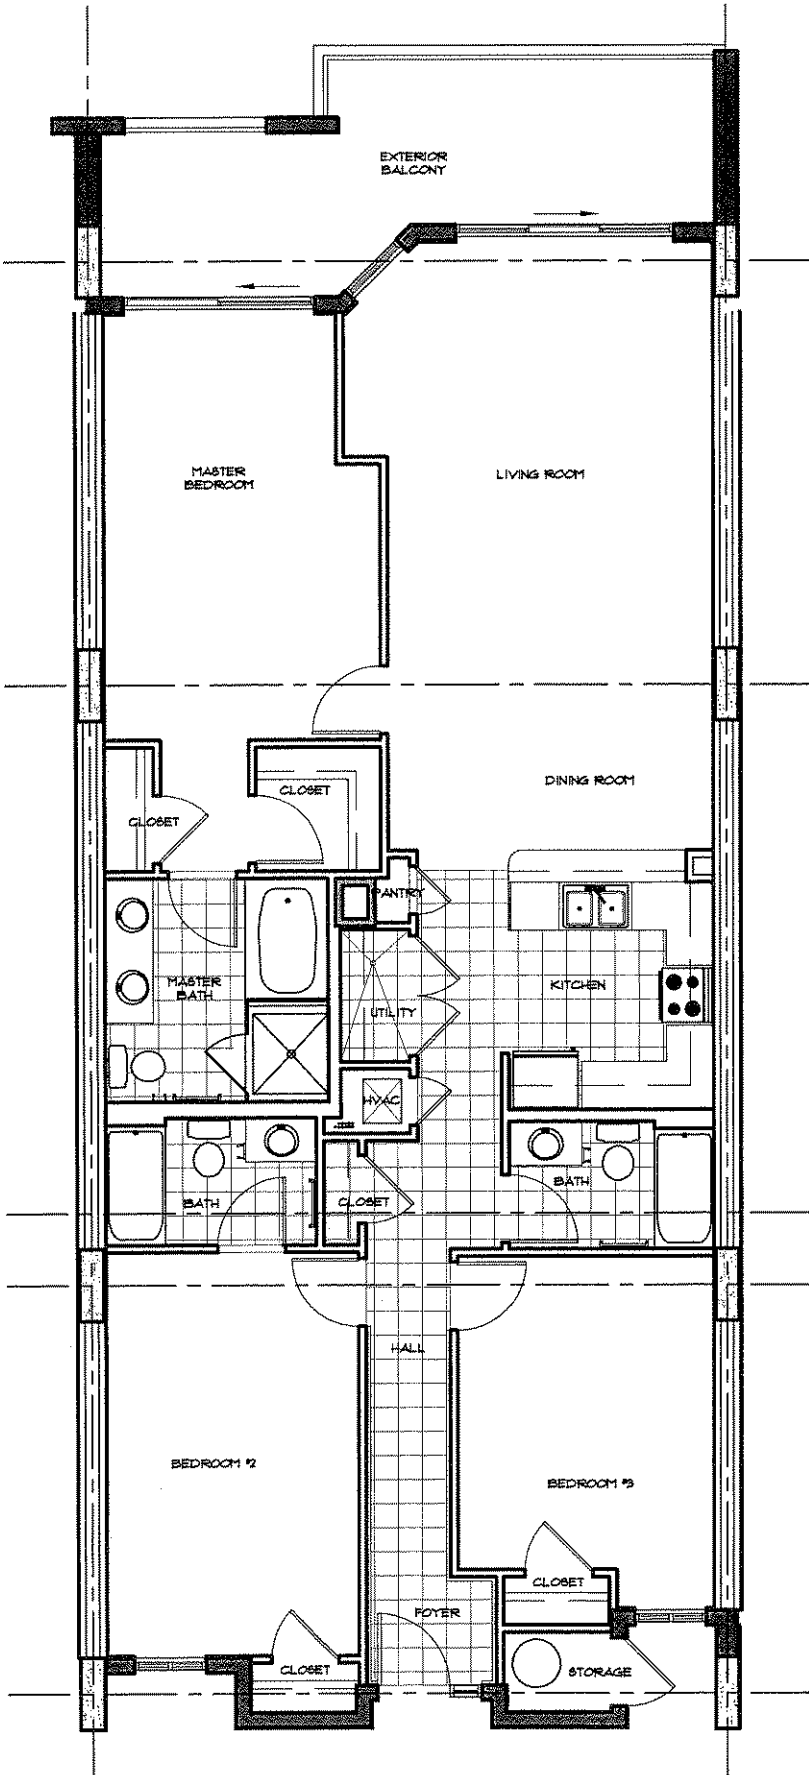 EXTERIOR
BALCONY
MASTER
BEDROOM
LIVING ROOM
DINING ROOM
CLOSET
CLOSET
PANTRY
MASTER
BATH
KITCHEN
UTILITY
HVAC
BATH
CLOSET
BATH
HALL
BEDROOM #2
BEDROOM #3
CLOSET
FOYER
CLOSET
STORAGE